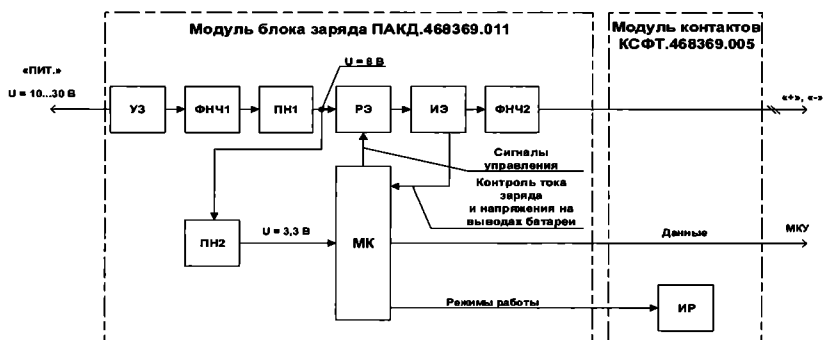 Модуль блока заряда ПАКД.468369.011
Модуль контактов
КСФТ.468369.005
«ПИТ.»
U = 10...30 В
U = 8 В
«+», «-»
УЗ
ФНЧ1
ПН1
РЭ
ИЭ
ФНЧ2
Сигналы
управления
Контроль тока
заряда
и напряжения на
выводах батареи
ПН2
U = 3,3 В
МК
Данные
МКУ
Режимы работы
ИР